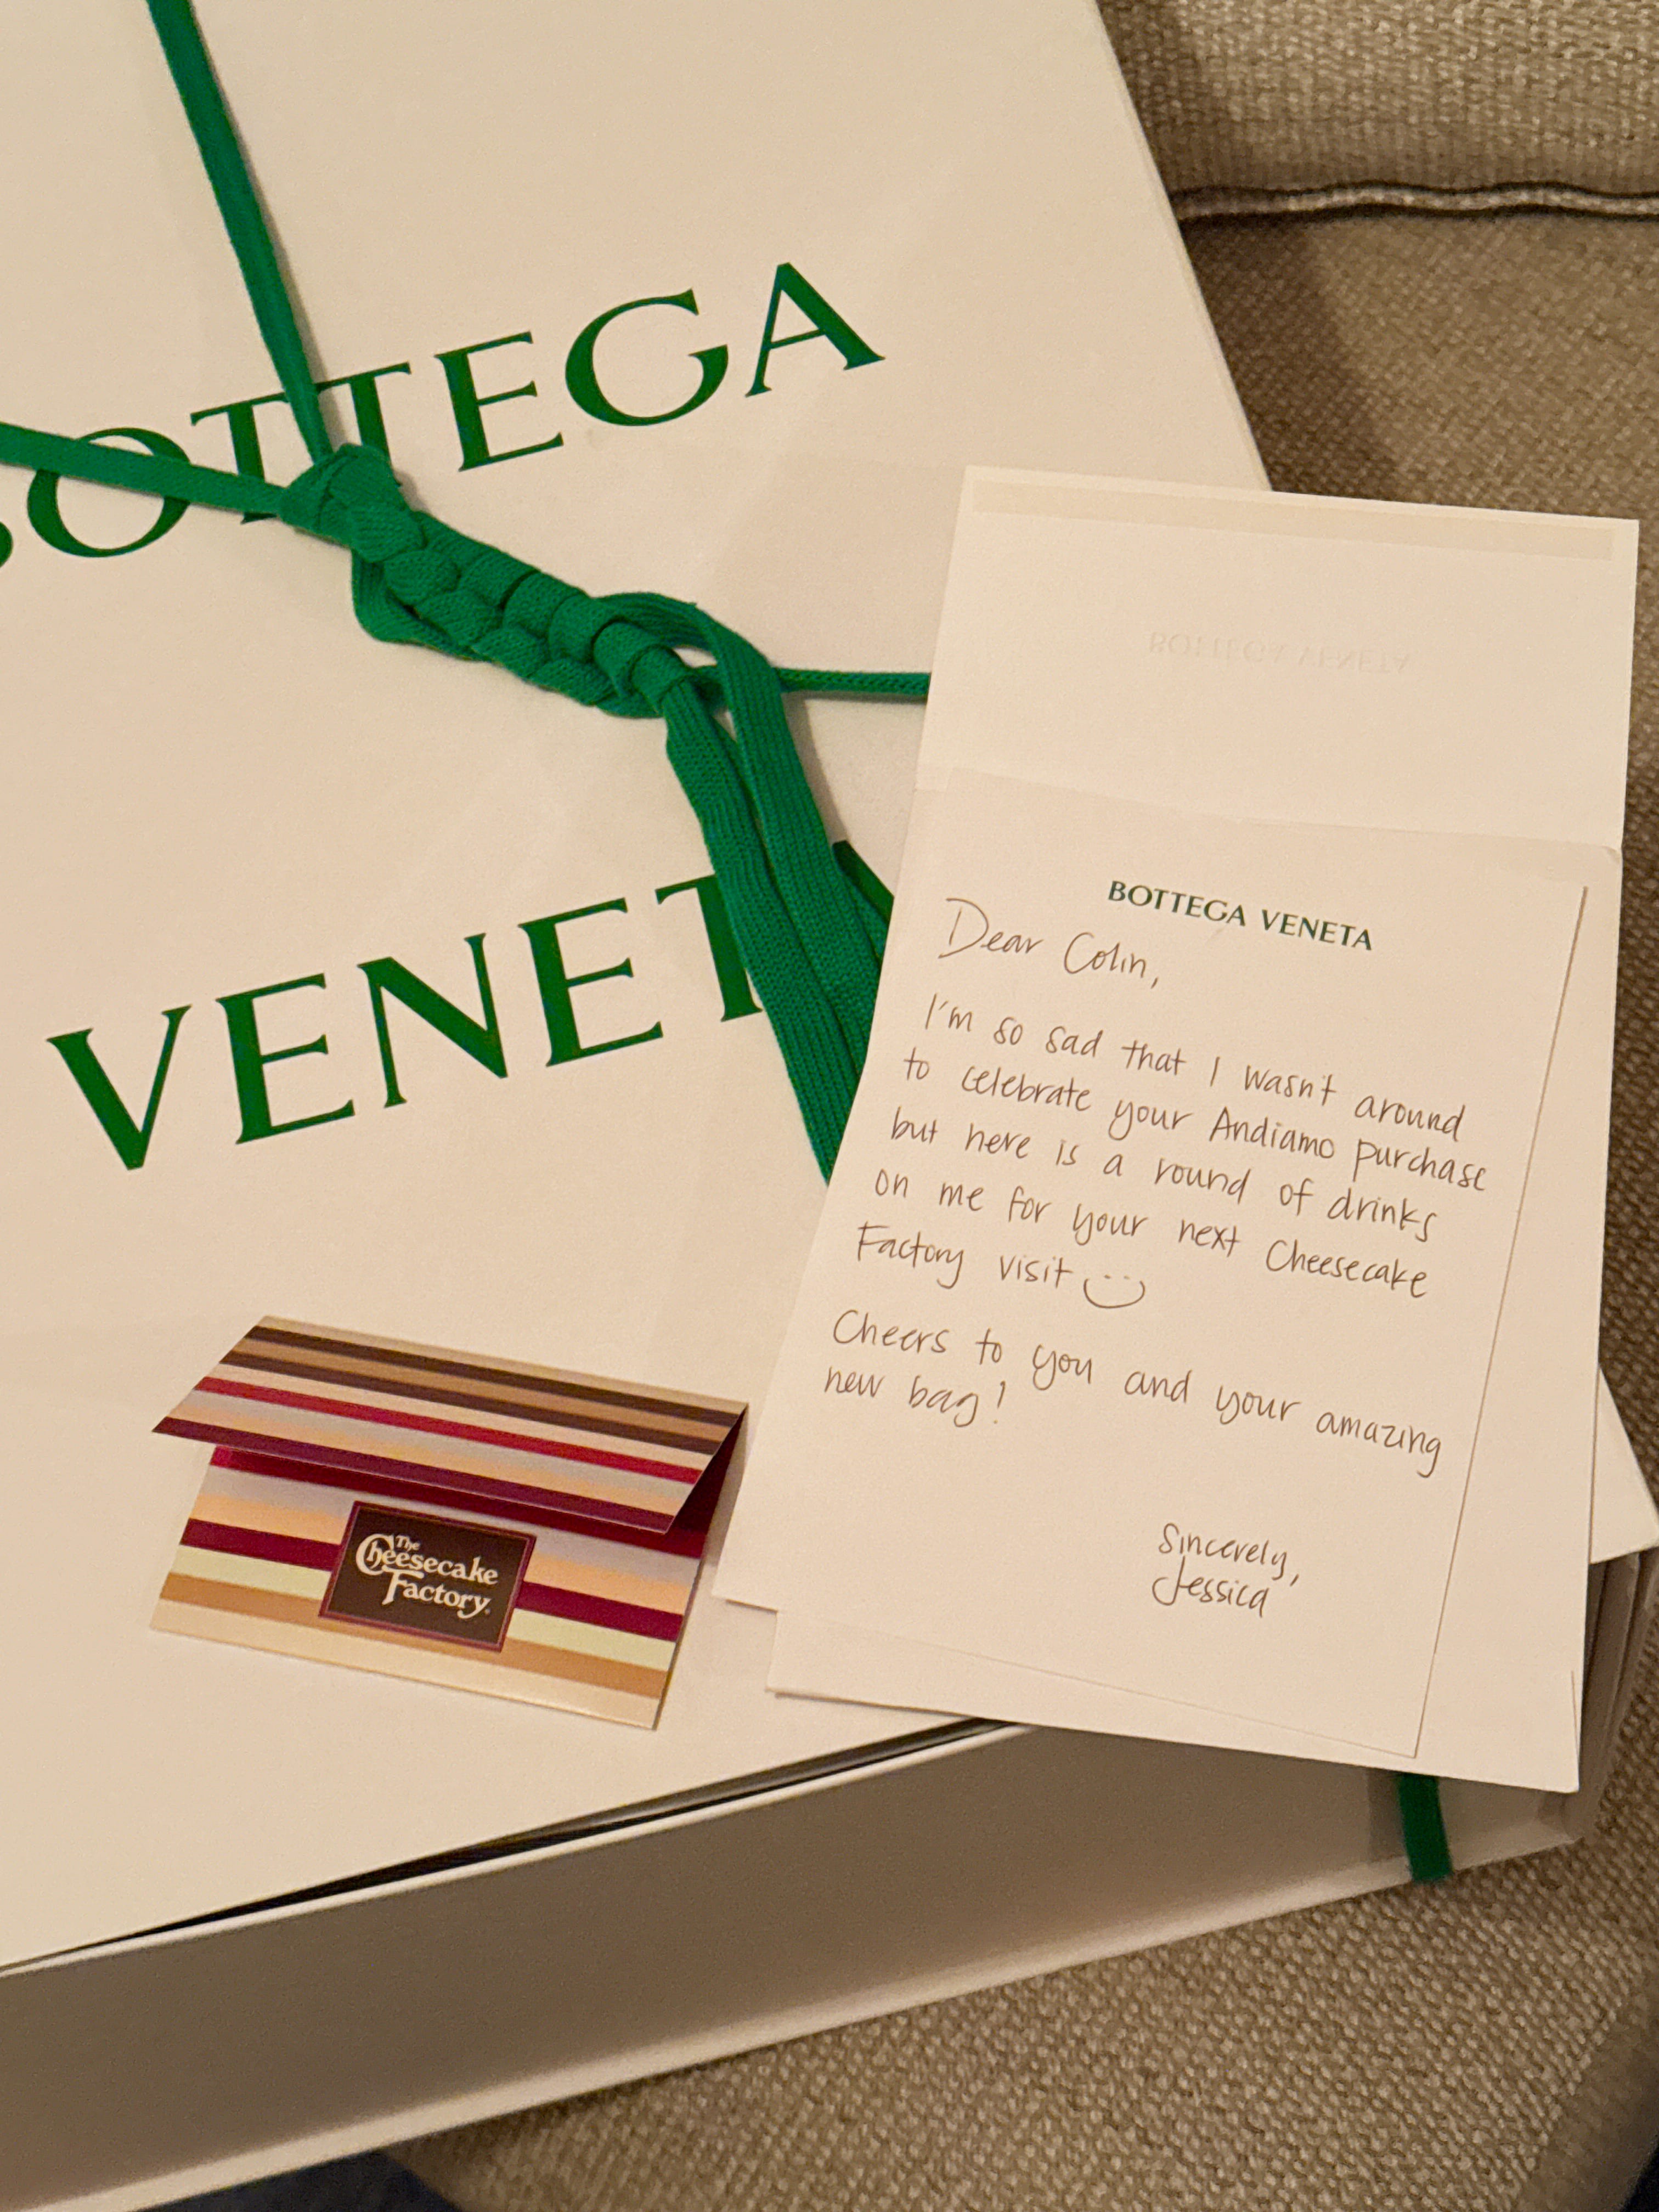 BOTTEGA
VENETA
BOTTEGA VENETA
BOTTEGA VENETA
Dear Colin,
I'm so sad that I wasn't around
to celebrate your Andiamo purchase
but here is a round of drinks
on me for your next Cheesecake
Factory visit
Cheers to you and your amazing
new bag!
Sincerely,
Jessica
The
Cheesecake
Factory